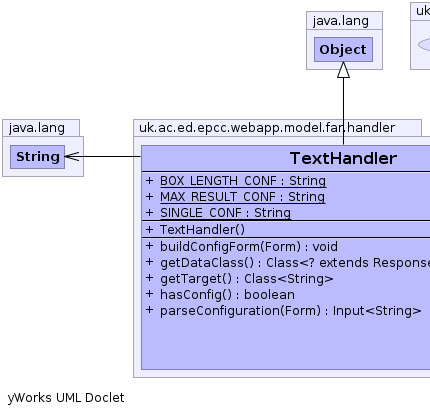 java.lang
uk
Object
java.lang
uk.ac.ed.epcc.webapp.model.far.handler
String
TextHandler
+ BOX_LENGTH_CONF : String
+ MAX_RESULT_CONF : String
+ SINGLE_CONF : String
+ TextHandler()
+ buildConfigForm(Form) : void
+ getDataClass() : Class<? extends Response
+ getTarget() : Class<String>
+ hasConfig() : boolean
+ parseConfiguration(Form) : Input<String>
yWorks UML Doclet